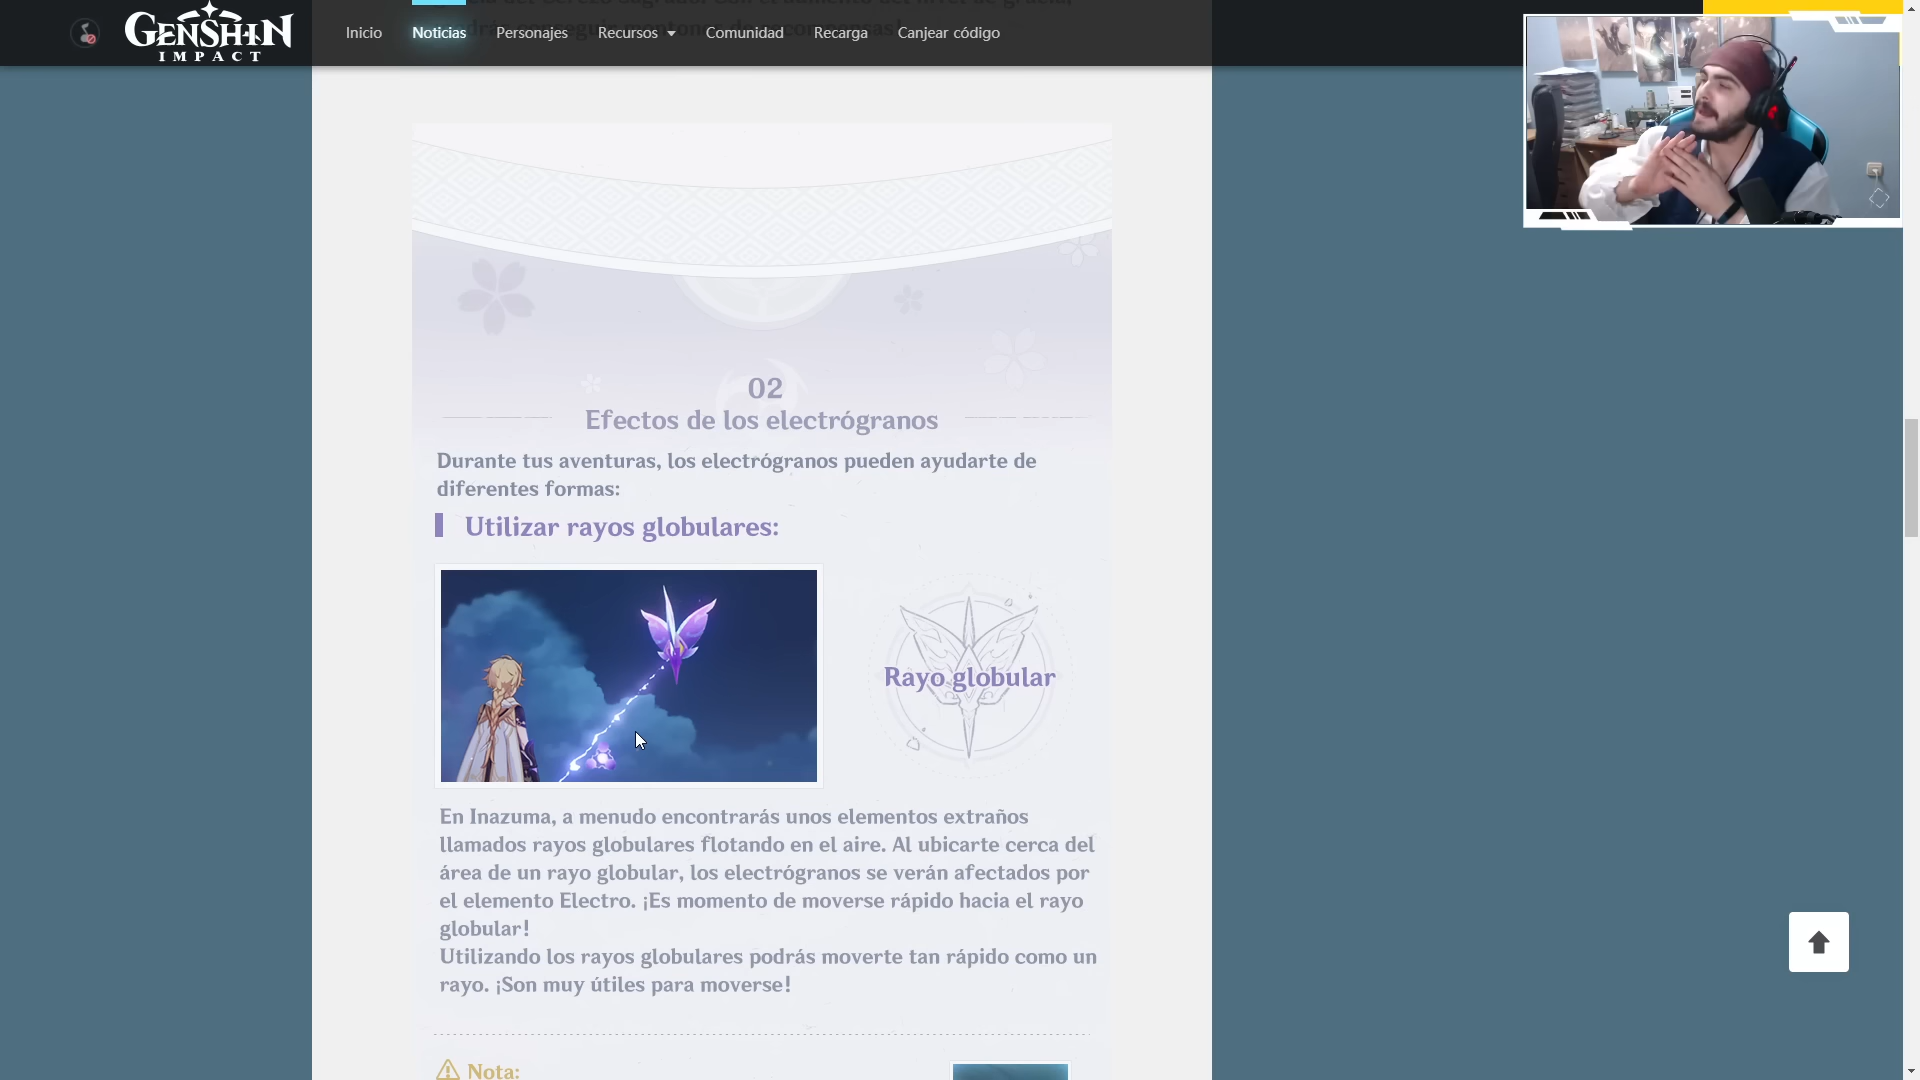 GENSHIN
IMPACT
Inicio
Noticias
Personajes
Recursos
Comunidad
Recarga
Canjear código
02
Efectos de los electrógranos
Durante tus aventuras, los electrógranos pueden ayudarte de
diferentes formas:
Utilizar rayos globulares:
Rayo globular
En Inazuma, a menudo encontrarás unos elementos extraños
llamados rayos globulares flotando en el aire. Al ubicarte cerca del
área de un rayo globular, los electrógranos se verán afectados por
el elemento Electro. ¡Es momento de moverse rápido hacia el rayo
globular!
Utilizando los rayos globulares podrás moverte tan rápido como un
rayo. ¡Son muy útiles para moverse!
Nota: